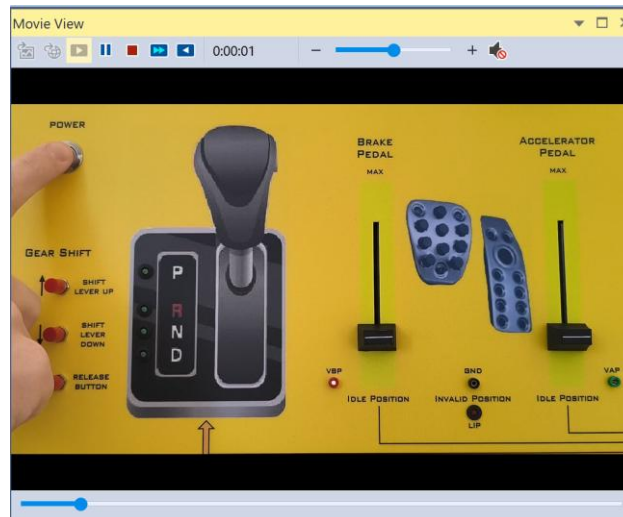 Movie View
0:00:01
POWER
BRAKE
PEDAL
MAX
ACCELERATOR
PEDAL
MAX
GEAR SHIFT
SHIFT
LEVER UP
SHIFT
LEVER
DOWN
RELEASE
BUTTON
P
R
N
D
VBP
GND
VAP
IDLE POSITION
INVALID POSITION
IDLE POSITION
LIP